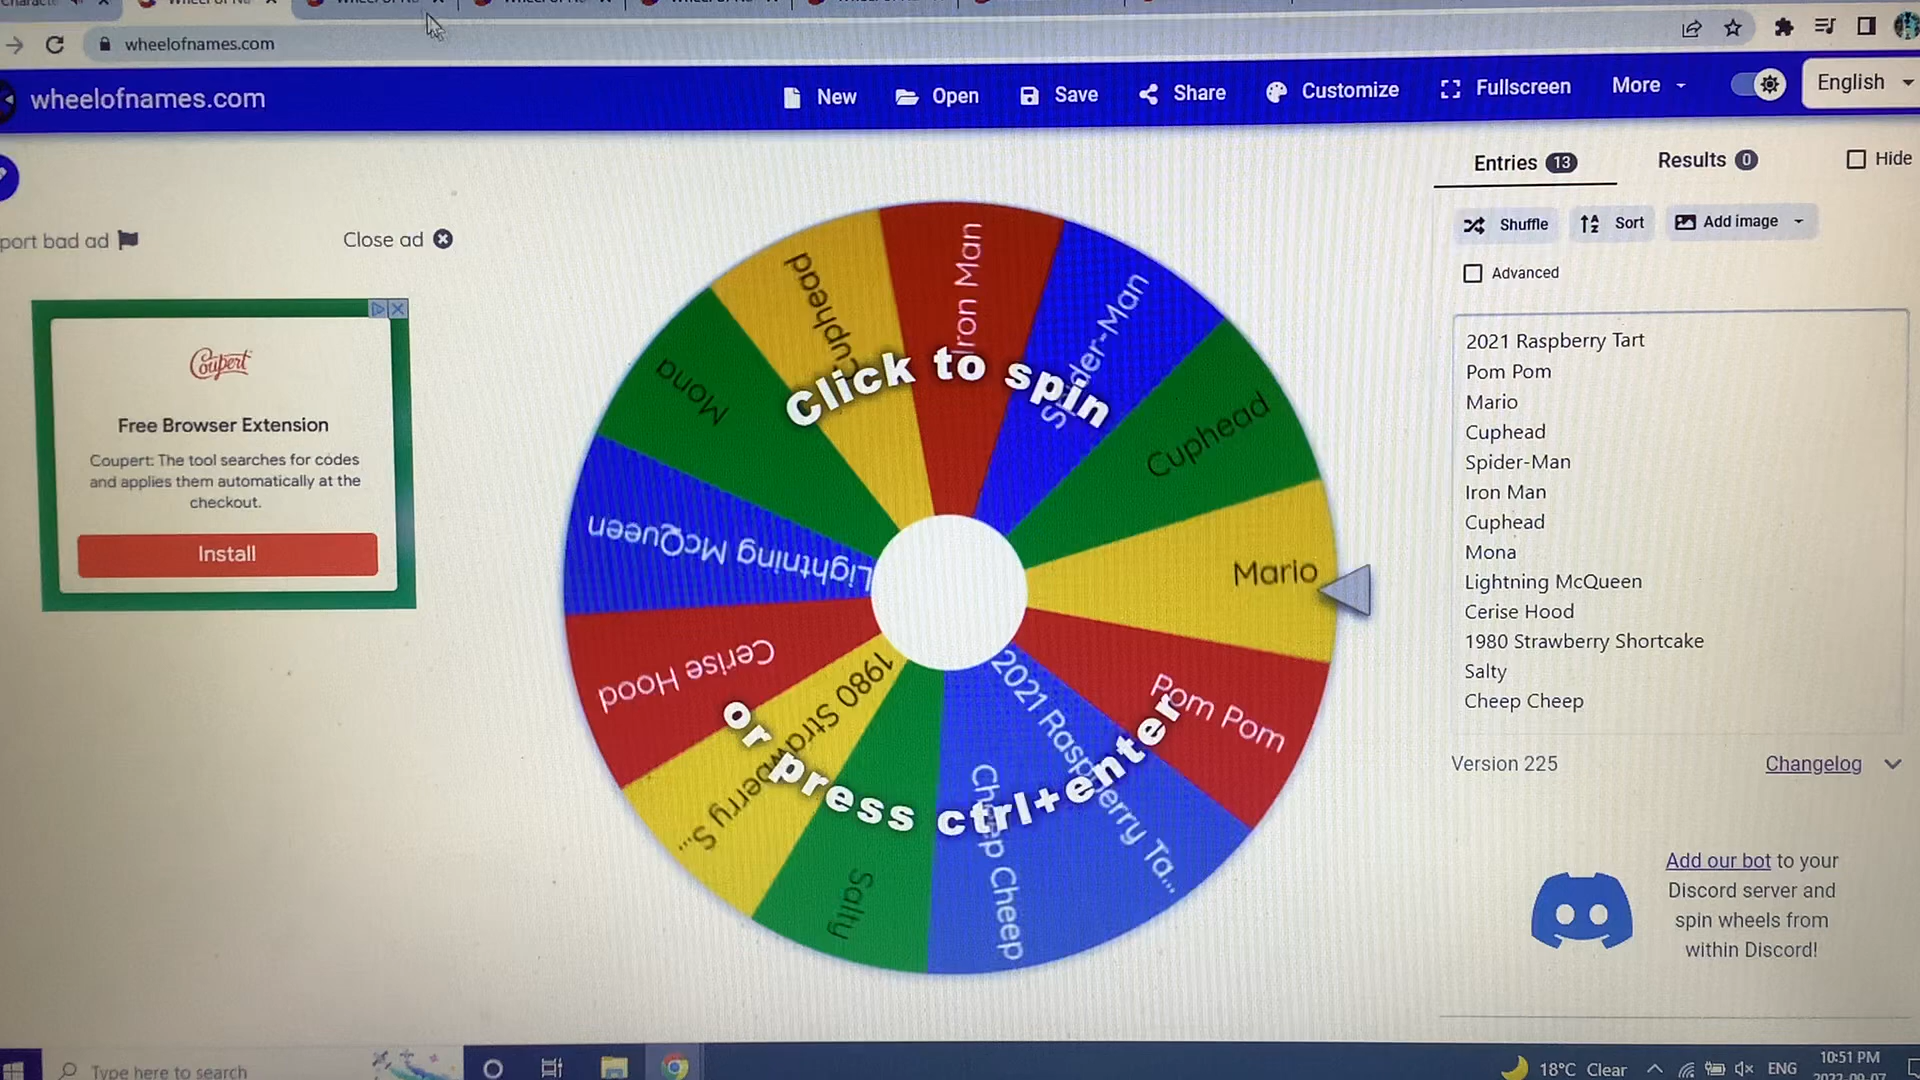 wheelofnames.com
wheelofnames.com
New
Open
Save
Share
Customize
Fullscreen
More
English
Entries 13
Results 0
Hide
port bad ad
Close ad
Shuffle
Sort
Add image
Advanced
Coupert
Free Browser Extension
Coupert: The tool searches for codes
and applies them automatically at the
checkout.
Install
Click to spin
or press ctrl+enter
Iron Man
Spider-Man
Cuphead
Mario
Pom Pom
2021 Raspberry Ta...
Cheep Cheep
Salty
1980 Strawberry S...
Cerise Hood
Lightning McQueen
Mona
Cuphead
2021 Raspberry Tart
Pom Pom
Mario
Cuphead
Spider-Man
Iron Man
Cuphead
Mona
Lightning McQueen
Cerise Hood
1980 Strawberry Shortcake
Salty
Cheep Cheep
Version 225
Changelog
Add our bot to your
Discord server and
spin wheels from
within Discord!
Type here to search
18°C Clear
ENG
10:51 PM
2022-09-07